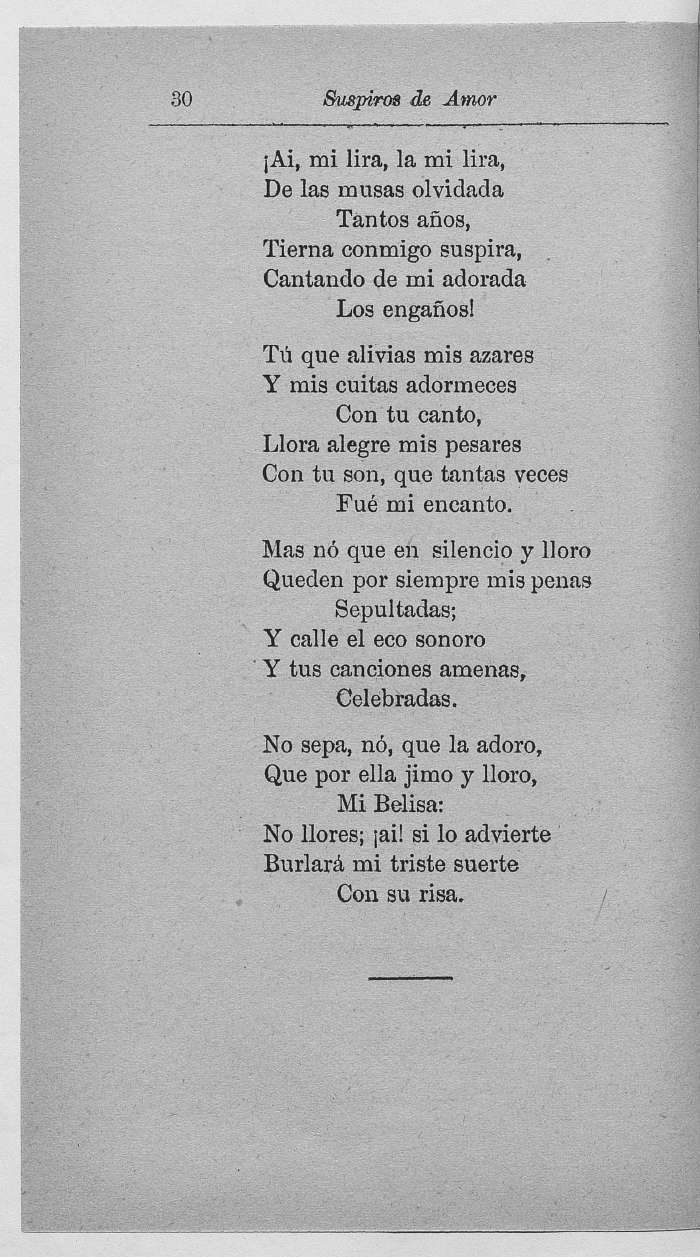 30 Suspiros de Amor
¡Ai, mi lira, la mi lira,
De las musas olvidada
Tantos años,
Tierna conmigo suspira,
Cantando de mi adorada
Los engaños!
Tú que alivias mis azares
Y mis cuitas adormeces
Con tu canto,
Llora alegre mis pesares
Con tu son, que tantas veces
Fué mi encanto.
Mas nó que en silencio y lloro
Queden por siempre mis penas
Sepultadas;
Y calle el eco sonoro
Y tus canciones amenas,
Celebradas.
No sepa, nó, que la adoro,
Que por ella jimo y lloro,
Mi Belisa:
No llores; ¡ai! si lo advierte
Burlará mi triste suerte
Con su risa.